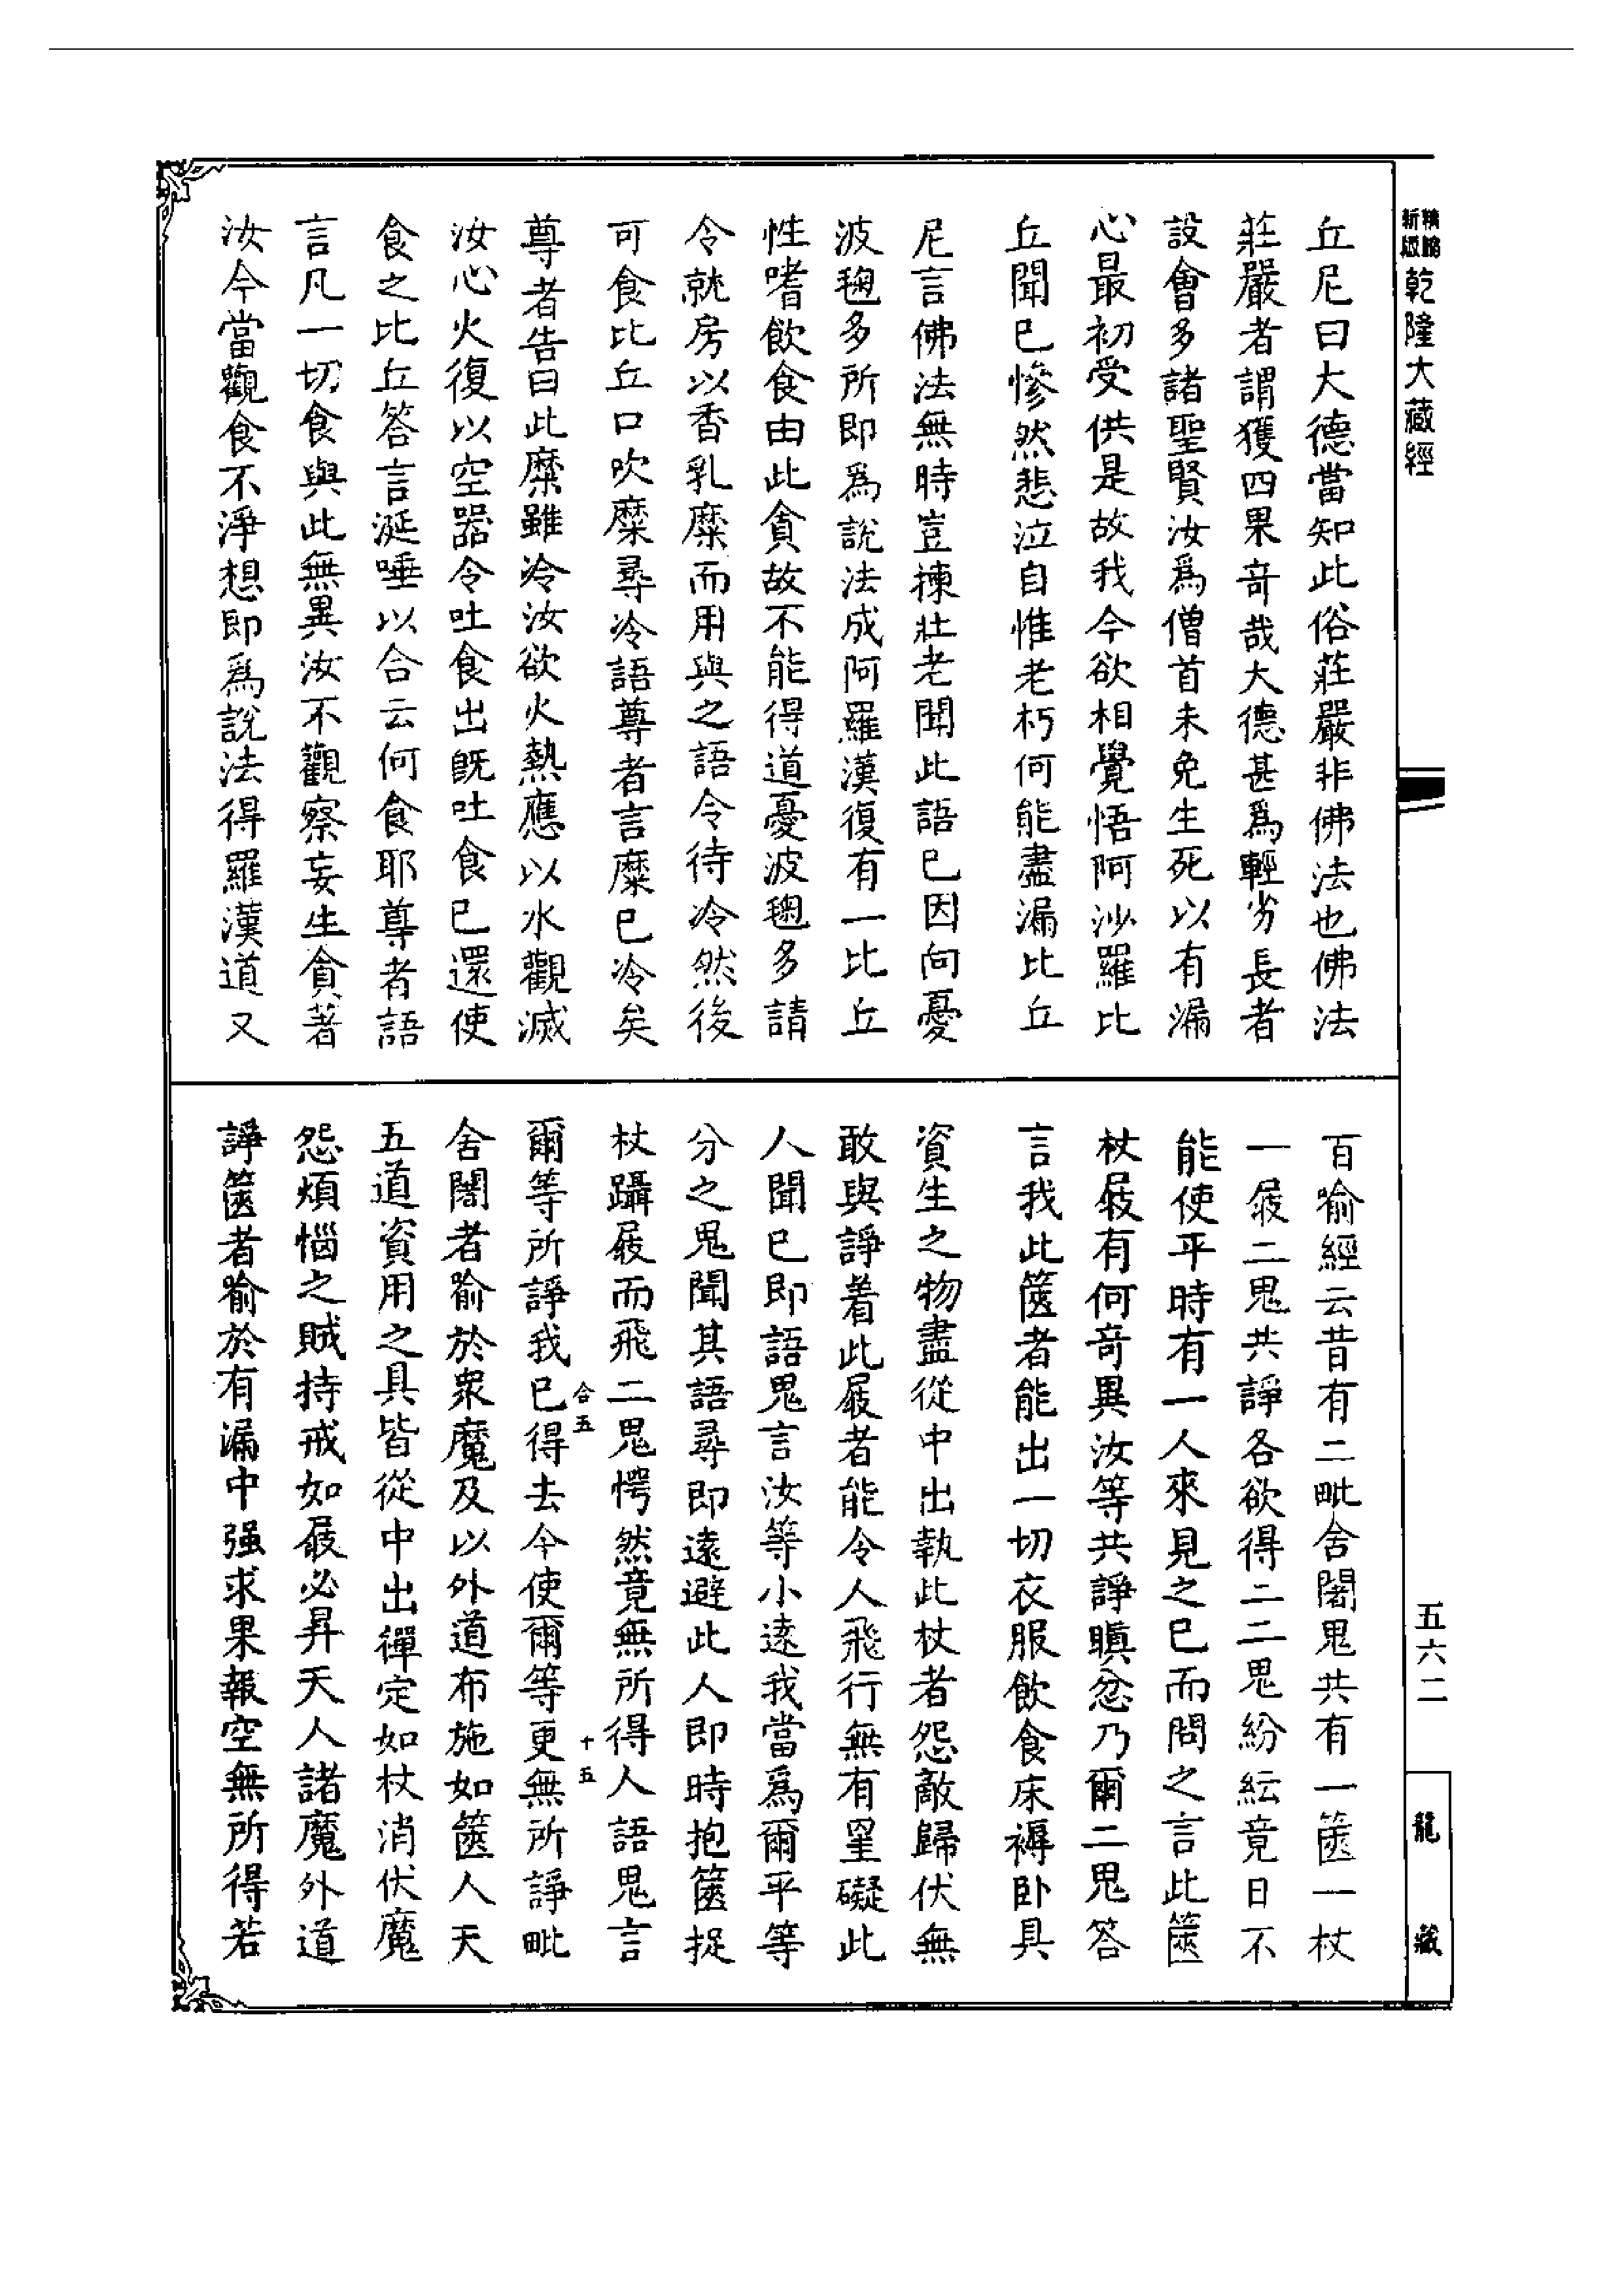 精鐫
新版
乾隆大藏經
五六二
龍藏
丘尼曰大德當知此俗莊嚴非佛法也佛法
莊嚴者謂獲四果奇哉大德甚爲輕劣長者
設會多諸聖賢汝爲僧首未免生死以有漏
心最初受供是故我今欲相覺悟阿沙羅比
丘聞已慘然悲泣自惟老朽何能盡漏比丘
尼言佛法無時豈揀壯老聞此語已因向憂
波毱多所即爲說法成阿羅漢復有一比丘
性嗜飲食由此貪故不能得道憂波毱多請
令就房以香乳糜而用與之語令待冷然後
可食比丘口吹糜尋冷語尊者言糜已冷矣
尊者告曰此糜雖冷汝欲火熱應以水觀滅
汝心火復以空器令吐食出旣吐食已還使
食之比丘答言涎唾以合云何食耶尊者語
言凡一切食與此無異汝不觀察妄生貪著
汝今當觀食不淨想即爲說法得羅漢道又
百喻經云昔有二毗舍闍鬼共有一篋一杖
一屐二鬼共諍各欲得二二鬼紛紜竟日不
能使平時有一人來見之已而問之言此篋
杖屐有何奇異汝等共諍瞋忿乃爾二鬼答
言我此篋者能出一切衣服飲食床褥卧具
資生之物盡從中出執此杖者怨敵歸伏無
敢與諍着此屐者能令人飛行無有罣礙此
人聞已即語鬼言汝等小遠我當爲爾平等
分之鬼聞其語尋即遠避此人即時抱篋捉
杖躡屐而飛二鬼愕然竟無所得人語鬼言
合五
十五
爾等所諍我已得去今使爾等更無所諍毗
舍闍者喻於衆魔及以外道布施如篋人天
五道資用之具皆從中出禪定如杖消伏魔
怨煩惱之賊持戒如屐必昇天人諸魔外道
諍篋者喻於有漏中强求果報空無所得若